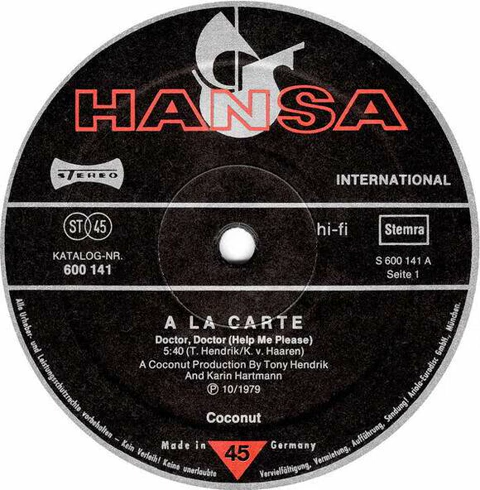 HANSA
STEREO
INTERNATIONAL
ST 45
hi-fi
Stemra
KATALOG-NR.
600 141
S 600 141 A
Seite 1
A LA CARTE
Doctor, Doctor (Help Me Please)
5:40 (T. Hendrik/K. v. Haaren)
A Coconut Production By Tony Hendrik
And Karin Hartmann
Ⓟ 10/1979
Coconut
Made in Germany
45
Alle Urheber- und Leistungsschutzrechte vorbehalten - Kein Verleih! Keine unerlaubte Vervielfältigung, Vermietung, Aufführung, Sendung! Ariola-Eurodisc GmbH, München.